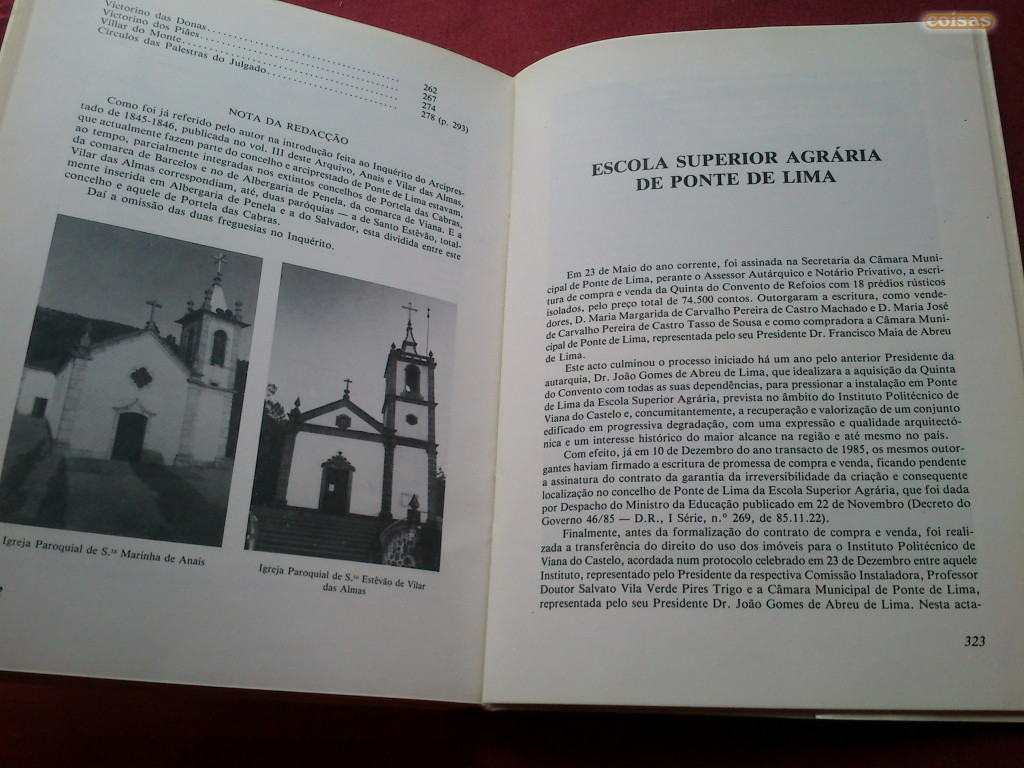 Victorino das Donas
Victorino dos Piães
Villar do Monte
Círculos das Palestras do Julgado
262
267
274
278 (p. 293)
NOTA DA REDACÇÃO
Como foi já referido pelo autor na introdução feita ao Inquérito do Arcipres-
tado de 1845-1846, publicada no vol. III deste Arquivo, Anais e Vilar das Almas,
que actualmente fazem parte do concelho e arciprestado de Ponte de Lima estavam,
ao tempo, parcialmente integradas nos extintos concelhos de Portela das Cabras,
da comarca de Barcelos e no de Albergaria de Penela, da comarca de Viana. E a
Vilar das Almas correspondiam, até, duas paróquias — a de Santo Estêvão, total-
mente inserida em Albergaria de Penela e a do Salvador, esta dividida entre este
concelho e aquele de Portela das Cabras.
Daí a omissão das duas freguesias no Inquérito.
Igreja Paroquial de S.ta Marinha de Anais
Igreja Paroquial de S.to Estêvão de Vilar
das Almas
coisas
ESCOLA SUPERIOR AGRÁRIA
DE PONTE DE LIMA
Em 23 de Maio do ano corrente, foi assinada na Secretaria da Câmara Muni-
cipal de Ponte de Lima, perante o Assessor Autárquico e Notário Privativo, a escri-
tura de compra e venda da Quinta do Convento de Refoios com 18 prédios rústicos
isolados, pelo preço total de 74.500 contos. Outorgaram a escritura, como vende-
dores, D. Maria Margarida de Carvalho Pereira de Castro Machado e D. Maria José
de Carvalho Pereira de Castro Tasso de Sousa e como compradora a Câmara Muni-
cipal de Ponte de Lima, representada pelo seu Presidente Dr. Francisco Maia de Abreu
de Lima.
Este acto culminou o processo iniciado há um ano pelo anterior Presidente da
autarquia, Dr. João Gomes de Abreu de Lima, que idealizara a aquisição da Quinta
do Convento com todas as suas dependências, para pressionar a instalação em Ponte
de Lima da Escola Superior Agrária, prevista no âmbito do Instituto Politécnico de
Viana do Castelo e, concumitantemente, a recuperação e valorização de um conjunto
edificado em progressiva degradação, com uma expressão e qualidade arquitectó-
nica e um interesse histórico do maior alcance na região e até mesmo no país.
Com efeito, já em 10 de Dezembro do ano transacto de 1985, os mesmos outor-
gantes haviam firmado a escritura de promessa de compra e venda, ficando pendente
a assinatura do contrato da garantia da irreversibilidade da criação e consequente
localização no concelho de Ponte de Lima da Escola Superior Agrária, que foi dada
por Despacho do Ministro da Educação publicado em 22 de Novembro (Decreto do
Governo 46/85 — D.R., I Série, n.º 269, de 85.11.22).
Finalmente, antes da formalização do contrato de compra e venda, foi reali-
zada a transferência do direito do uso dos imóveis para o Instituto Politécnico de
Viana do Castelo, acordada num protocolo celebrado em 23 de Dezembro entre aquele
Instituto, representado pelo Presidente da respectiva Comissão Instaladora, Professor
Doutor Salvato Vila Verde Pires Trigo e a Câmara Municipal de Ponte de Lima,
representada pelo seu Presidente Dr. João Gomes de Abreu de Lima. Nesta acta-
323